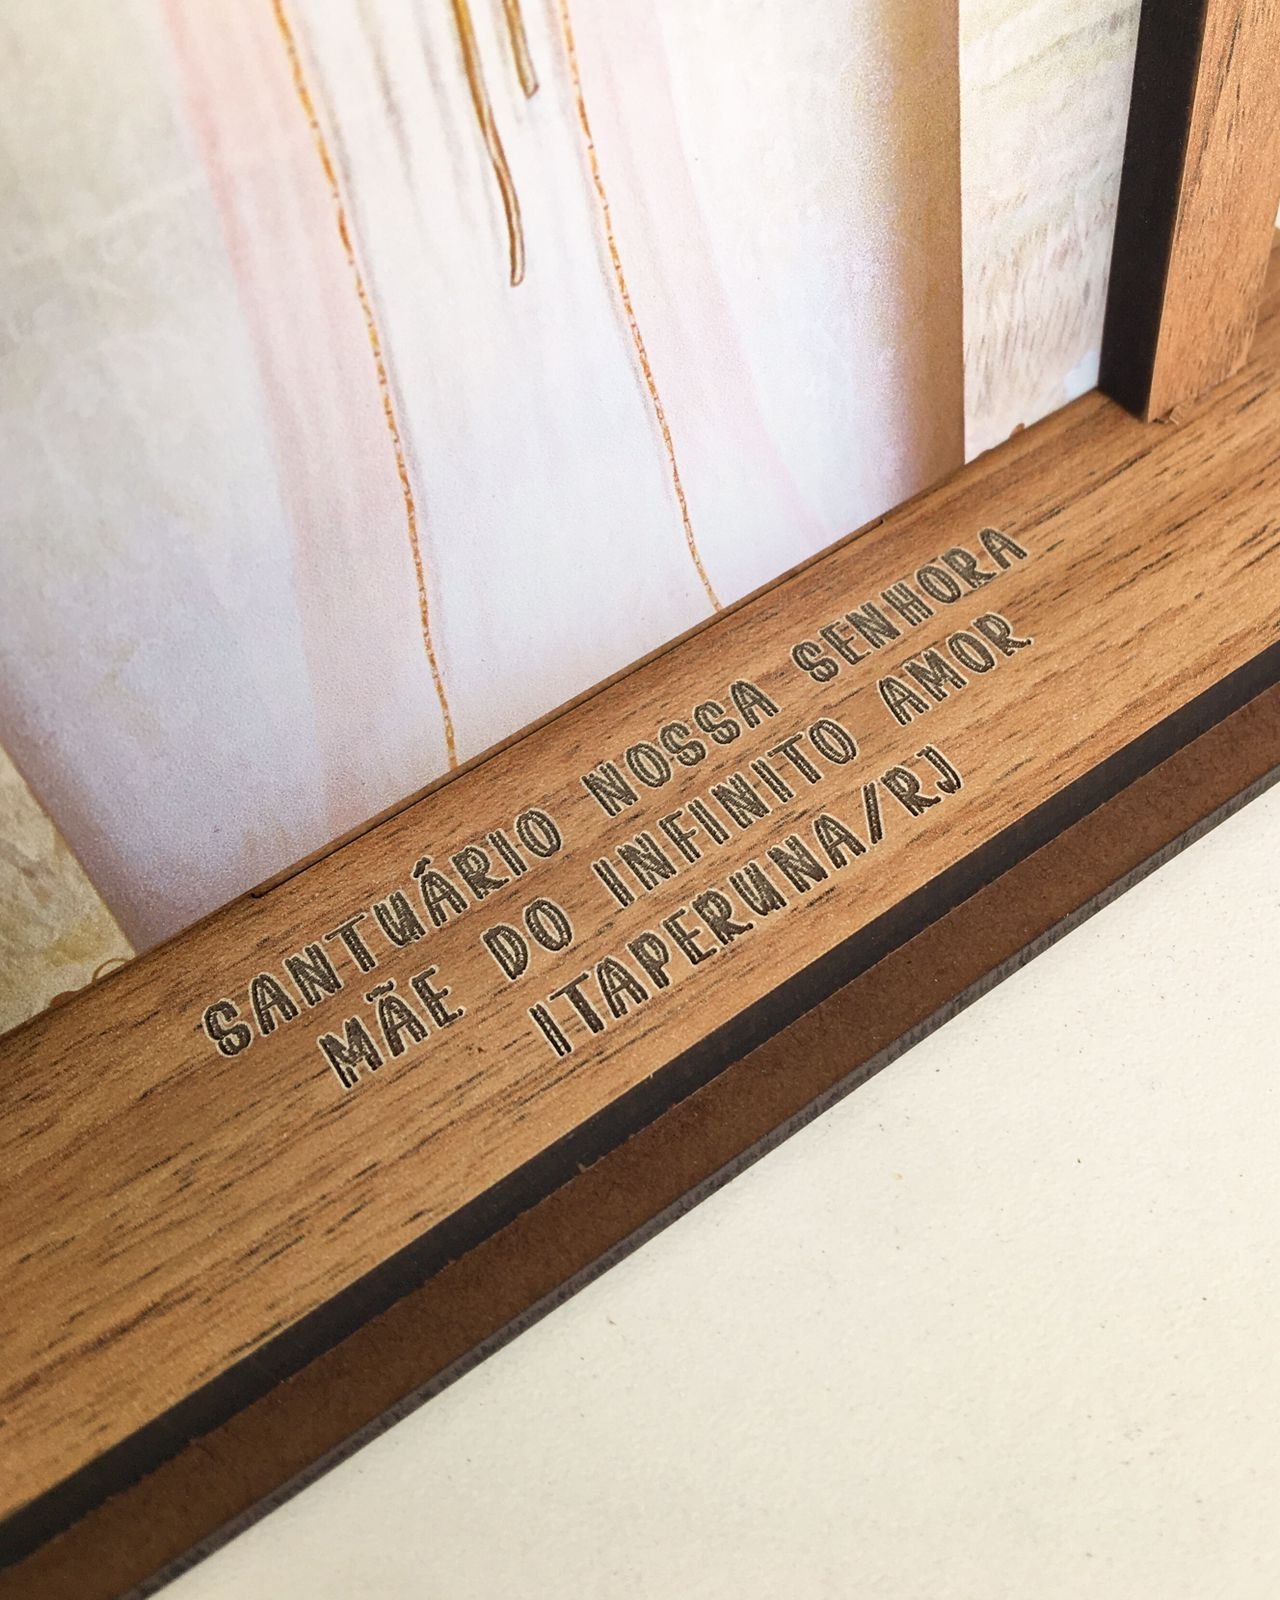 SANTUÁRIO NOSSA SENHORA
MÃE DO INFINITO AMOR
ITAPERUNA/RJ